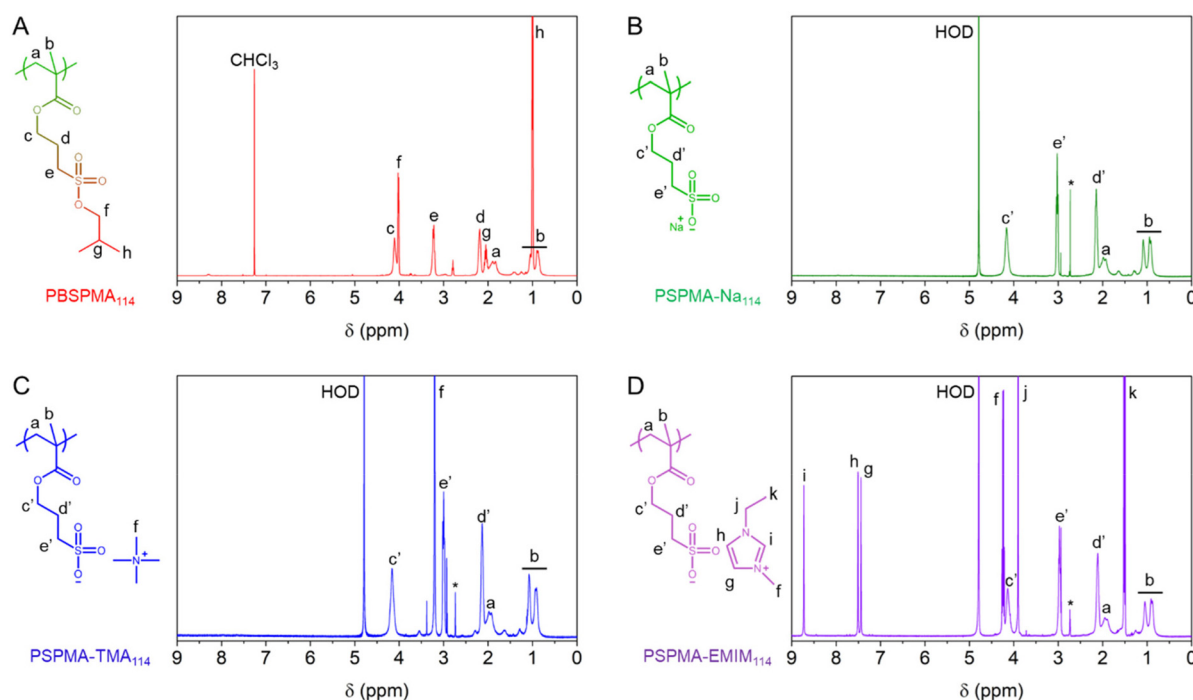 A
a
b
O
O
c
d
e
O
O
S
O
O
f
g
h
PBSPMA114
CHCl3
h
f
c
e
d
g
a
b
9 8 7 6 5 4 3 2 1 0
δ (ppm)
B
a
b
O
O
c'
d'
e'
O
S
O
Na+
O−
PSPMA-Na114
HOD
e'
*
d'
c'
a
b
9 8 7 6 5 4 3 2 1 0
δ (ppm)
C
a
b
O
O
c'
d'
e'
O
S
O
O−
f
N+
PSPMA-TMA114
HOD
f
e'
d'
c'
*
a
b
9 8 7 6 5 4 3 2 1 0
δ (ppm)
D
a
b
O
O
c'
d'
e'
O
S
O
O−
k
j
N
h
i
g
N+
f
PSPMA-EMIM114
HOD
f
j
k
i
h g
e'
d'
c'
*
a
b
9 8 7 6 5 4 3 2 1 0
δ (ppm)